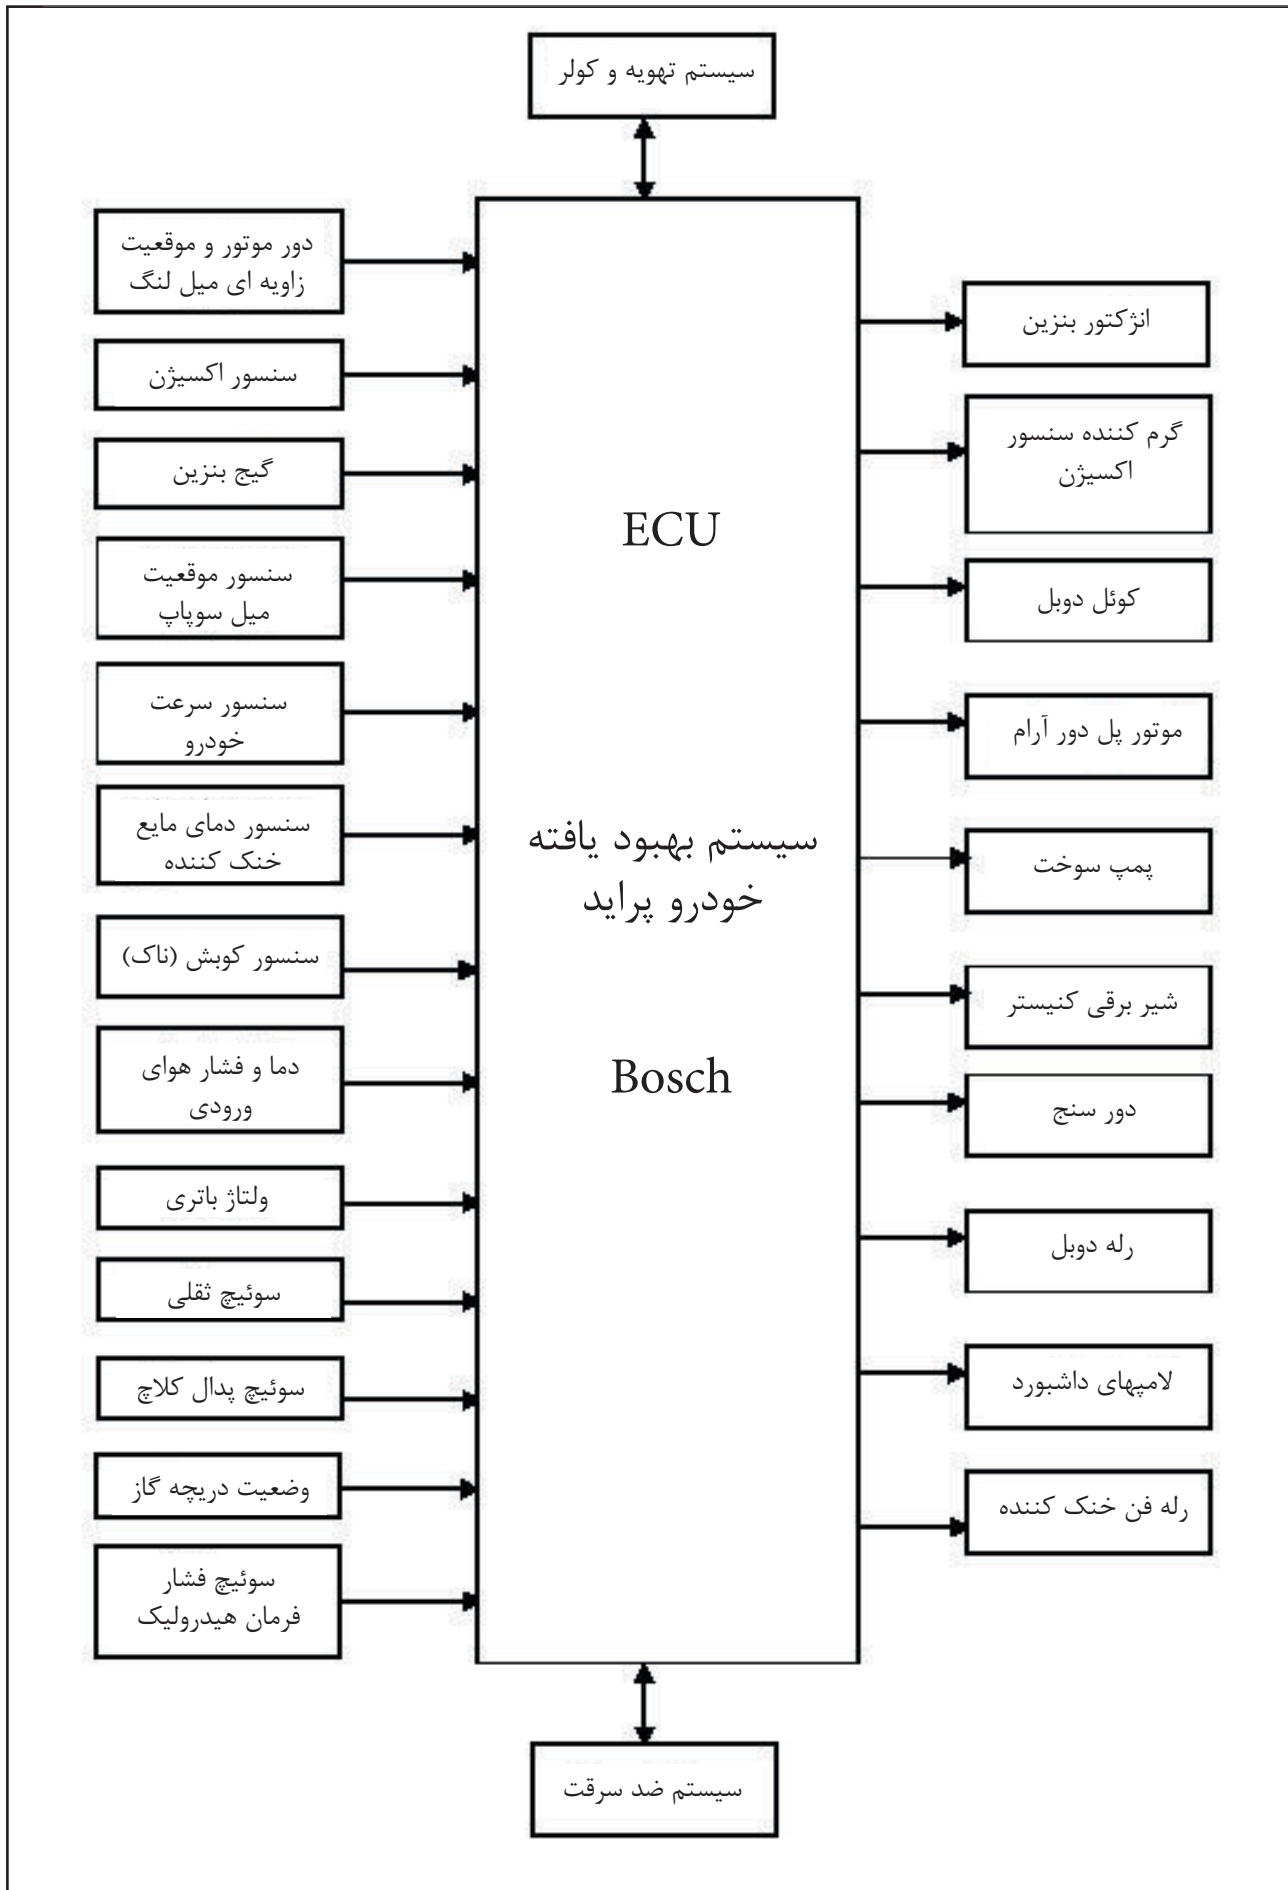 سیستم تهویه و کولر
دور موتور و موقعیت
زاویه ای میل لنگ
سنسور اکسیژن
گیج بنزین
سنسور موقعیت
میل سوپاپ
سنسور سرعت
خودرو
سنسور دمای مایع
خنک کننده
سنسور کوبش (ناک)
دما و فشار هوای
ورودی
ولتاژ باتری
سوئیچ ثقلی
سوئیچ پدال کلاچ
وضعیت دریچه گاز
سوئیچ فشار
فرمان هیدرولیک
ECU
سیستم بهبود یافته
خودرو پراید
Bosch
انژکتور بنزین
گرم کننده سنسور
اکسیژن
کوئل دوبل
موتور پل دور آرام
پمپ سوخت
شیر برقی کنیستر
دور سنج
رله دوبل
لامپهای داشبورد
رله فن خنک کننده
سیستم ضد سرقت